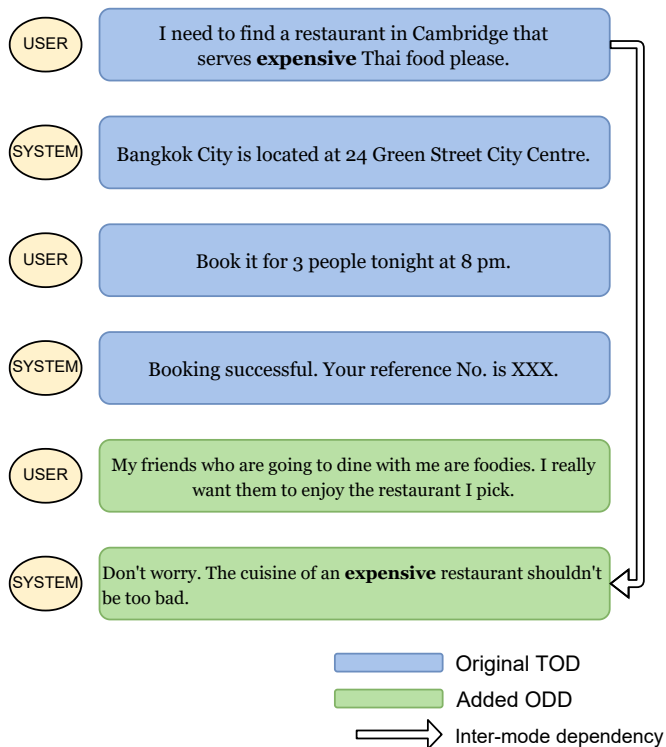 USER
I need to find a restaurant in Cambridge that
serves expensive Thai food please.
SYSTEM
Bangkok City is located at 24 Green Street City Centre.
USER
Book it for 3 people tonight at 8 pm.
SYSTEM
Booking successful. Your reference No. is XXX.
USER
My friends who are going to dine with me are foodies. I really
want them to enjoy the restaurant I pick.
SYSTEM
Don't worry. The cuisine of an expensive restaurant shouldn't
be too bad.
Original TOD
Added ODD
Inter-mode dependency